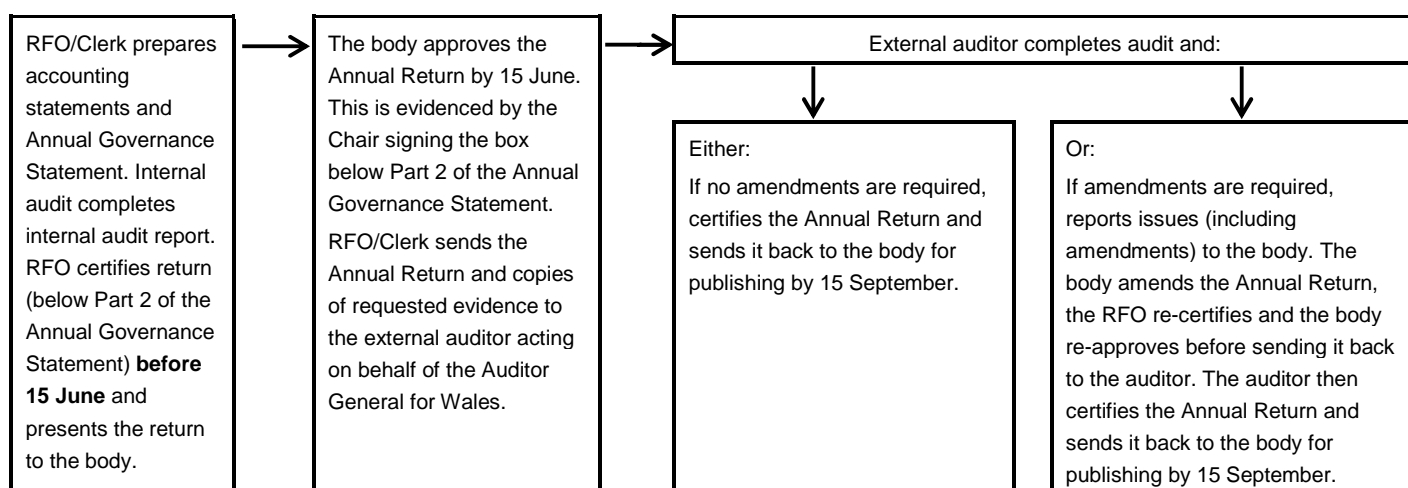 RFO/Clerk prepares
accounting
statements and
Annual Governance
Statement. Internal
audit completes
internal audit report.
RFO certifies return
(below Part 2 of the
Annual Governance
Statement) before
15 June and
presents the return
to the body.
The body approves the
Annual Return by 15 June.
This is evidenced by the
Chair signing the box
below Part 2 of the Annual
Governance Statement.
RFO/Clerk sends the
Annual Return and copies
of requested evidence to
the external auditor acting
on behalf of the Auditor
General for Wales.
External auditor completes audit and:
Either:
If no amendments are required,
certifies the Annual Return and
sends it back to the body for
publishing by 15 September.
Or:
If amendments are required,
reports issues (including
amendments) to the body. The
body amends the Annual Return,
the RFO re-certifies and the body
re-approves before sending it back
to the auditor. The auditor then
certifies the Annual Return and
sends it back to the body for
publishing by 15 September.